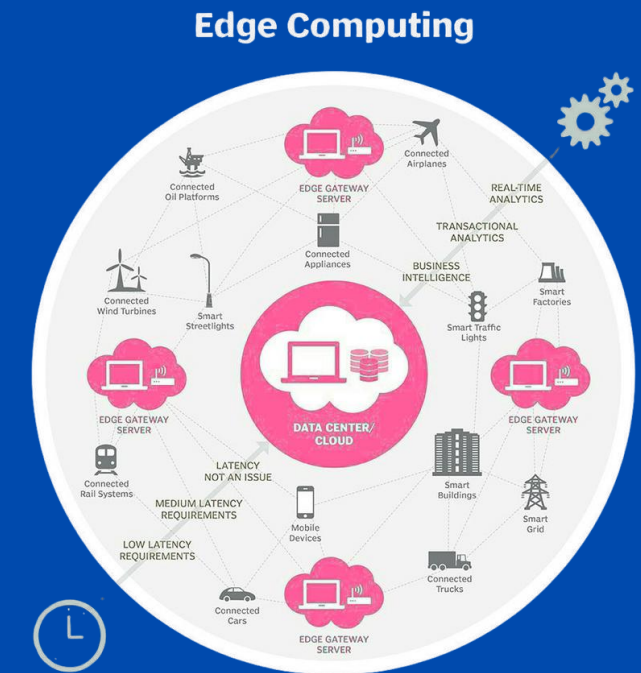 Edge Computing
Connected
Oil Platforms
EDGE GATEWAY
SERVER
Connected
Airplanes
REAL-TIME
ANALYTICS
TRANSACTIONAL
ANALYTICS
BUSINESS
INTELLIGENCE
Connected
Appliances
Connected
Wind Turbines
Smart
Streetlights
Smart Traffic
Lights
Smart
Factories
EDGE GATEWAY
SERVER
DATA CENTER/
CLOUD
EDGE GATEWAY
SERVER
Connected
Rail Systems
LATENCY
NOT AN ISSUE
MEDIUM LATENCY
REQUIREMENTS
LOW LATENCY
REQUIREMENTS
Mobile
Devices
Smart
Buildings
Smart
Grid
Connected
Cars
EDGE GATEWAY
SERVER
Connected
Trucks